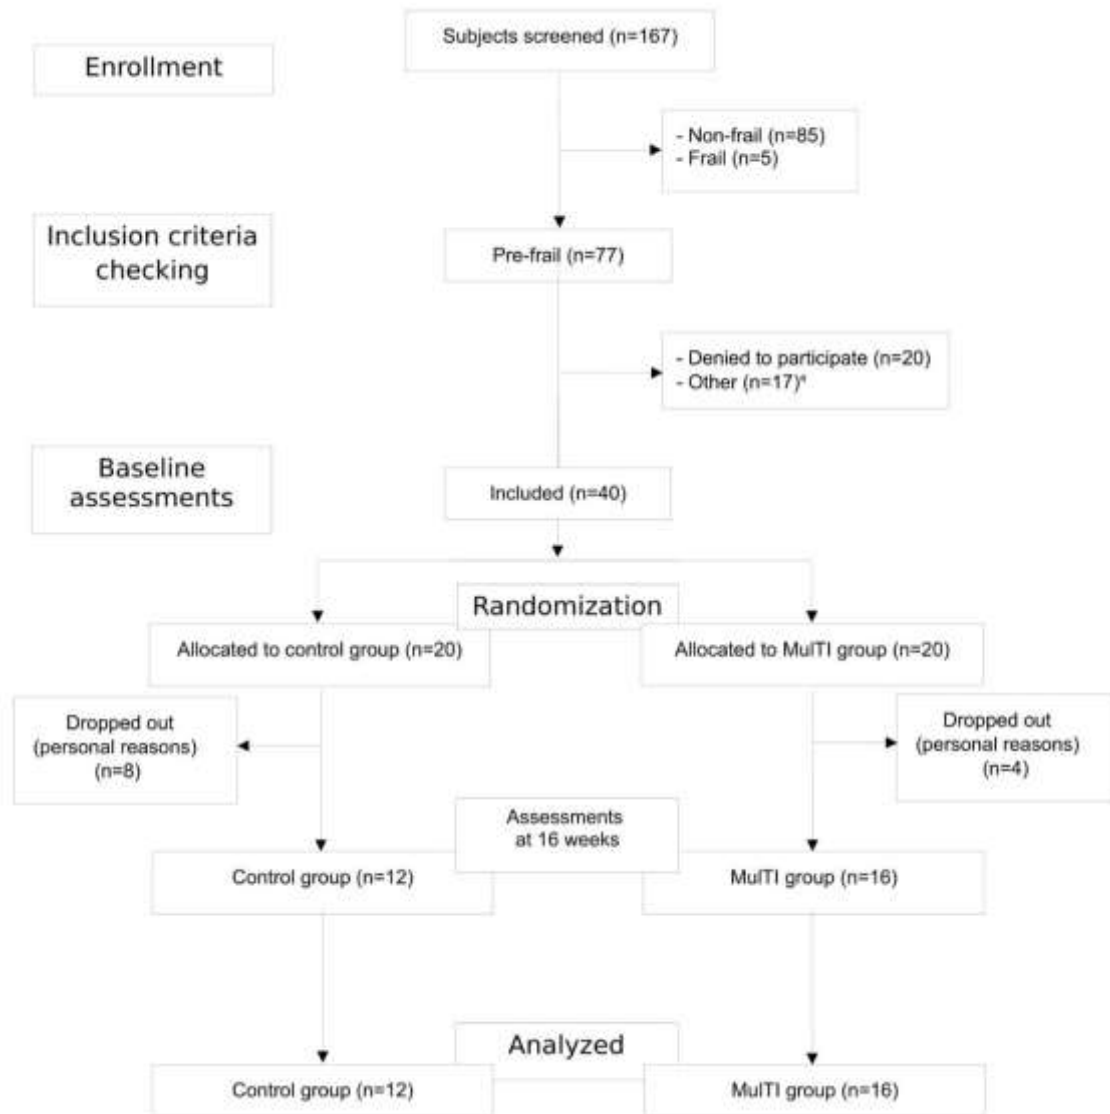 Subjects screened (n=167)
Enrollment
- Non-frail (n=85)
- Frail (n=5)
Inclusion criteria
checking
Pre-frail (n=77)
- Denied to participate (n=20)
- Other (n=17)*
Baseline
assessments
Included (n=40)
Randomization
Allocated to control group (n=20)
Allocated to MulTI group (n=20)
Dropped out
(personal reasons)
(n=8)
Dropped out
(personal reasons)
(n=4)
Assessments
at 16 weeks
Control group (n=12)
MulTI group (n=16)
Analyzed
Control group (n=12)
MulTI group (n=16)